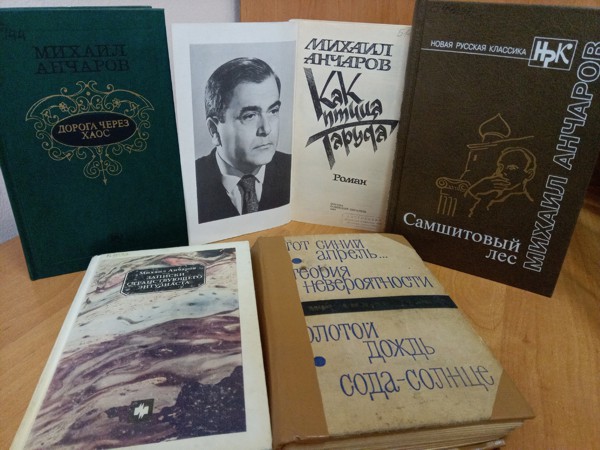 МИХАИЛ
АНЧАРОВ
ДОРОГА ЧЕРЕЗ
ХАОС
МИХАИЛ
АНЧАРОВ
Как
птица
Гаруда
Роман
НОВАЯ РУССКАЯ КЛАССИКА
НРК
МИХАИЛ АНЧАРОВ
Самшитовый
лес
Михаил Анчаров
ЗАПИСКИ
СТРАНСТВУЮЩЕГО
ЭНТУЗИАСТА
тот синий
апрель...
теория
невероятности
олотой
дождь
сода-солнце